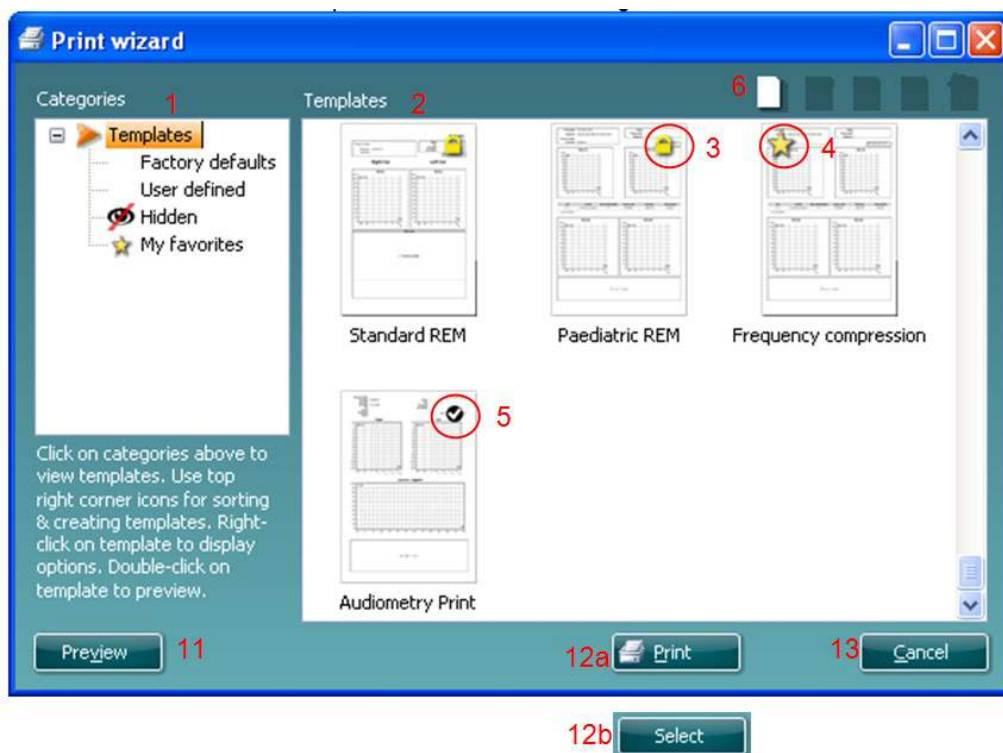 Print wizard
Categories 1
Templates 2
6
Templates
Factory defaults
User defined
Hidden
My favorites
3
4
Standard REM
Paediatric REM
Frequency compression
5
Audiometry Print
Click on categories above to
view templates. Use top
right corner icons for sorting
& creating templates. Right-
click on template to display
options. Double-click on
template to preview.
Preview 11
12a Print
13 Cancel
12b Select